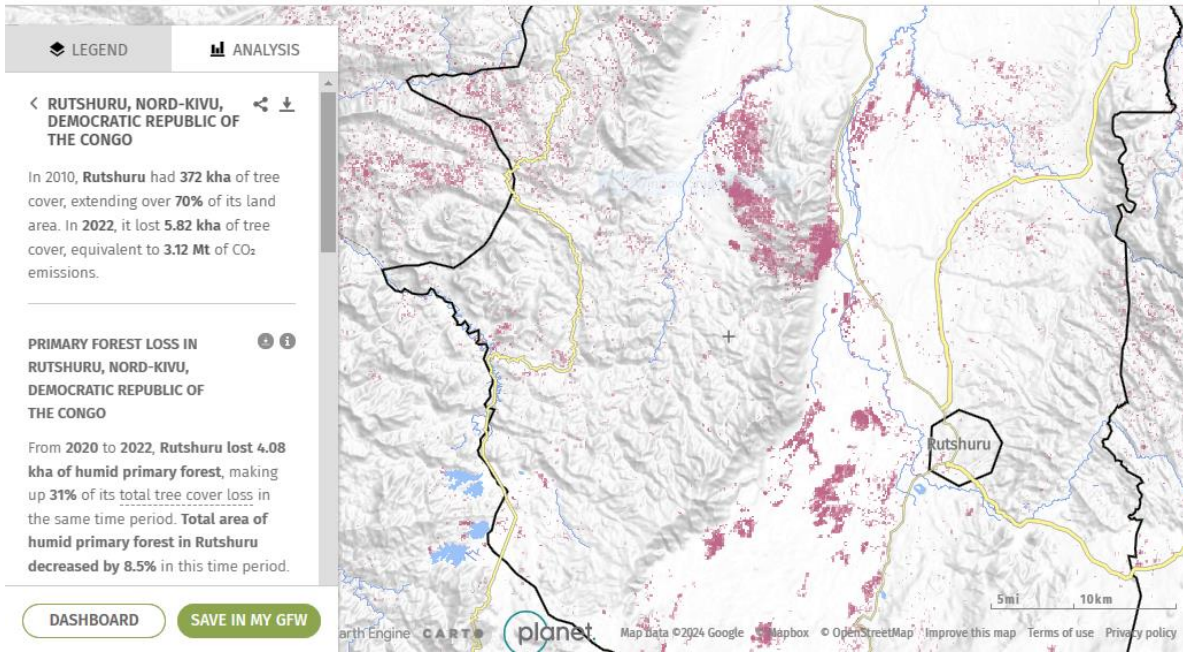 LEGEND
ANALYSIS
RUTSHURU, NORD-KIVU,
DEMOCRATIC REPUBLIC OF
THE CONGO
In 2010, Rutshuru had 372 kha of tree
cover, extending over 70% of its land
area. In 2022, it lost 5.82 kha of tree
cover, equivalent to 3.12 Mt of CO₂
emissions.
PRIMARY FOREST LOSS IN
RUTSHURU, NORD-KIVU,
DEMOCRATIC REPUBLIC OF
THE CONGO
From 2020 to 2022, Rutshuru lost 4.08
kha of humid primary forest, making
up 31% of its total tree cover loss in
the same time period. Total area of
humid primary forest in Rutshuru
decreased by 8.5% in this time period.
DASHBOARD
SAVE IN MY GFW
Rutshuru
5mi
10km
arth Engine CARTO planet. Map Data ©2024 Google © Mapbox © OpenStreetMap Improve this map Terms of use Privacy policy